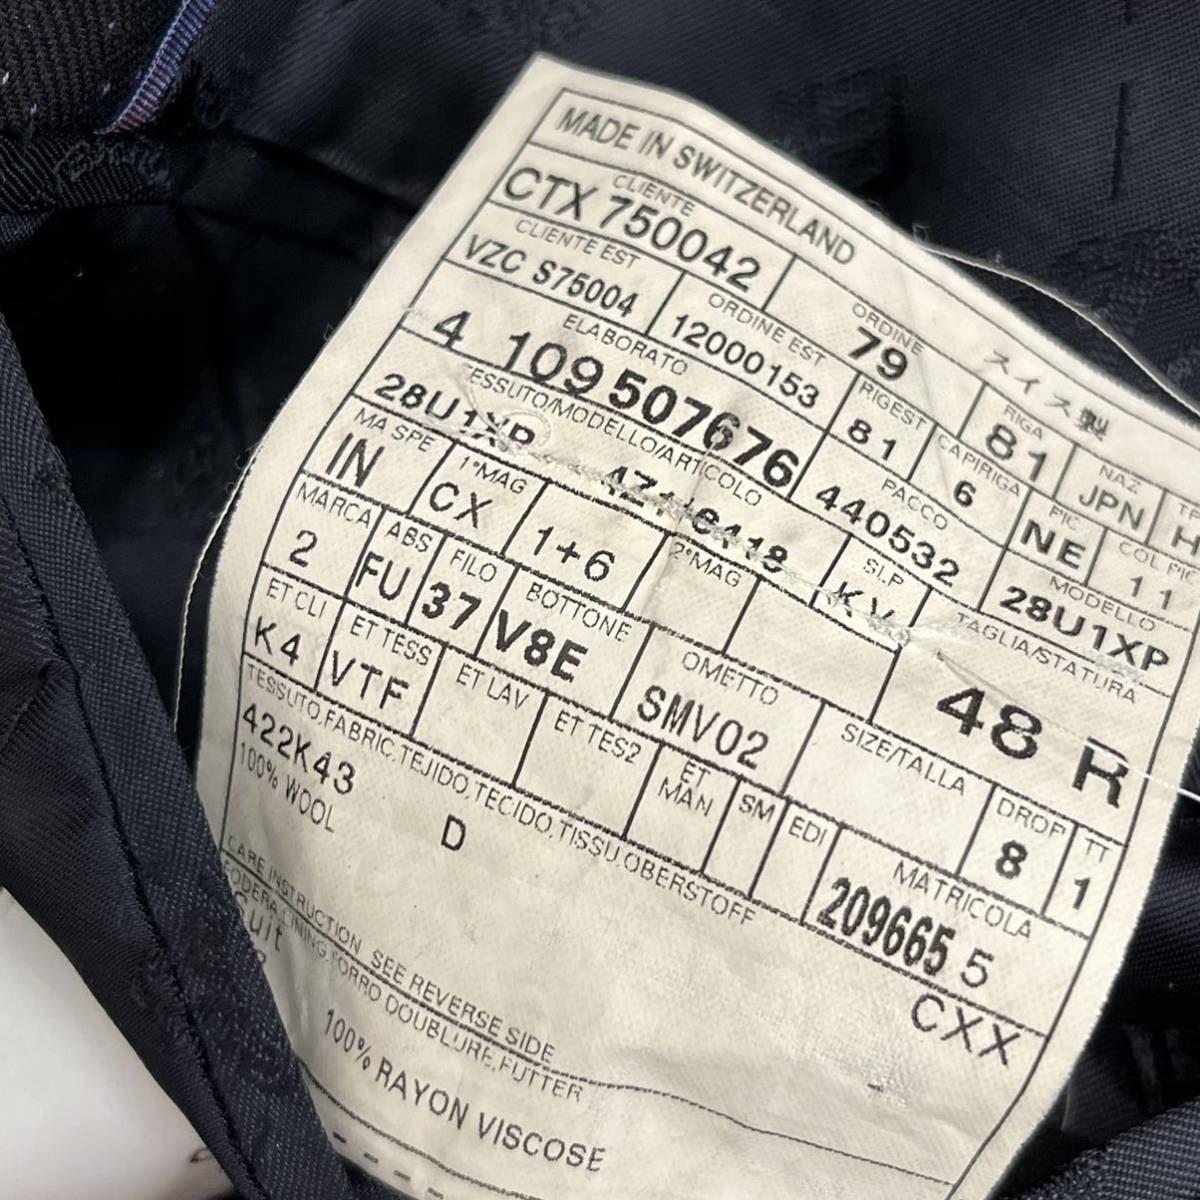 MADE IN SWITZERLAND スイス製
CLIENTE ORDINE RIGA NAZ
CTX 750042 79 81 JPN H
CLIENTE EST ORDINE EST RIGEST CAPIRIGA PIC COL PIC
VZC S75004 12000153 81 6 NE 11
ELABORATO PACCO MODELLO
4 109507676 440532 28U1XP
TESSUTO/MODELLO/ARTICOLO SLP TAGLIA/STATURA
28U1XP KV 48 R
MA SPE 1°MAG 2°MAG
IN CX 1+6
MARCA ABS FILO BOTTONE OMETTO SIZE/TALLA DROP TT
2 FU 37 V8E SMV02 8 1
ET CLI ET TESS ET LAV ET TES2 ET MAN SM EDI MATRICOLA
K4 VTF 209665 5
TESSUTO,FABRIC,TEJIDO,TECIDO,TISSU,OBERSTOFF
422K43 D CXX
100% WOOL
CARE INSTRUCTION SEE REVERSE SIDE
FODERA,LINING,FORRO DOUBLURE,FUTTER
100% RAYON VISCOSE